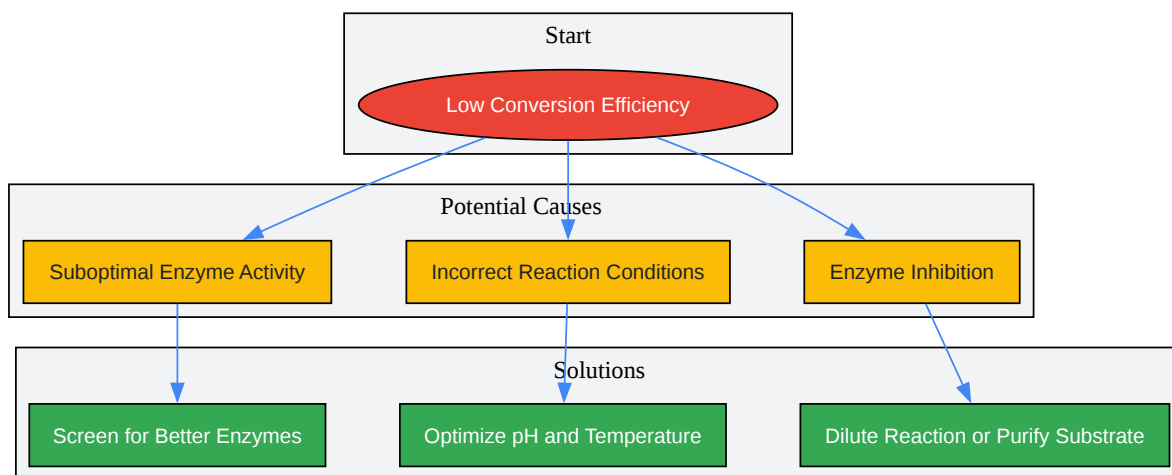 Start
Low Conversion Efficiency
Potential Causes
Suboptimal Enzyme Activity
Incorrect Reaction Conditions
Enzyme Inhibition
Solutions
Screen for Better Enzymes
Optimize pH and Temperature
Dilute Reaction or Purify Substrate